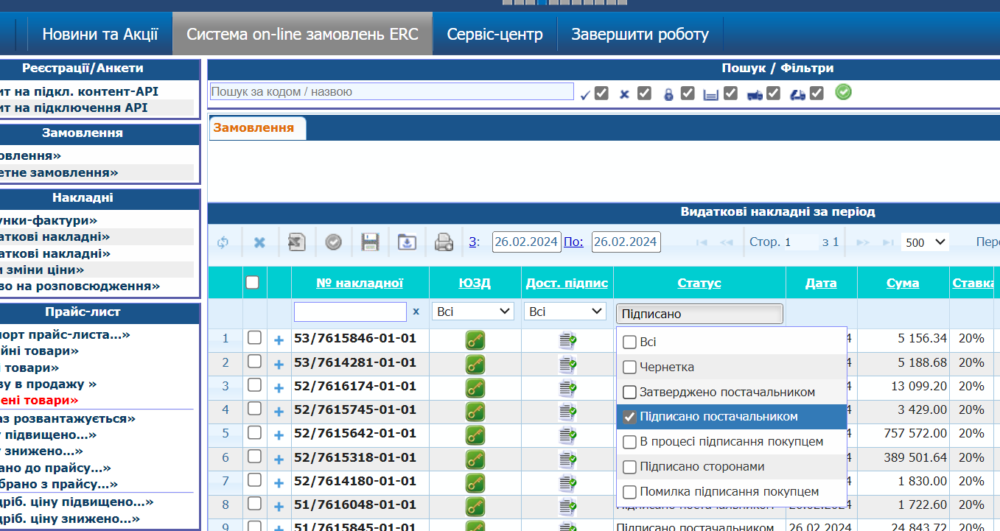 Новини та Акції
Система on-line замовлень ERC
Сервіс-центр
Завершити роботу
Реєстрації/Анкети
ит на підкл. контент-API
ит на підключення API
Замовлення
овлення»
етне замовлення»
Накладні
унки-фактури»
аткові накладні»
аткові накладні»
и зміни ціни»
во на розповсюдження»
Прайс-лист
порт прайс-листа...»
йні товари»
і товари»
ву в продажу »
ені товари»
аз розвантажується»
у підвищено...»
у знижено...»
ано до прайсу...»
брано з прайсу...»
дріб. ціну підвищено...»
дріб. ціну знижено...»
Пошук / Фільтри
Пошук за кодом / назвою
Замовлення
Видаткові накладні за період
З: 26.02.2024 По: 26.02.2024 Стор. 1 з 1 500 Пере
№ накладної ЮЗД Дост. підпис Статус Дата Сума Ставка
x Всі Всі Підписано
1 53/7615846-01-01 4 5 156.34 20%
2 53/7614281-01-01 4 5 188.68 20%
3 52/7616174-01-01 4 13 099.20 20%
4 52/7615745-01-01 4 3 429.00 20%
5 52/7615642-01-01 4 757 572.00 20%
6 52/7615318-01-01 4 389 501.64 20%
7 52/7614180-01-01 4 1 830.00 20%
8 51/7616048-01-01 Підписано постачальником 26.02.2024 1 722.60 20%
9 51/7615845-01-01 Підписано постачальником 26.02.2024 24 843.72 20%
Всі
Чернетка
Затверджено постачальником
Підписано постачальником
В процесі підписання покупцем
Підписано сторонами
Помилка підписання покупцем